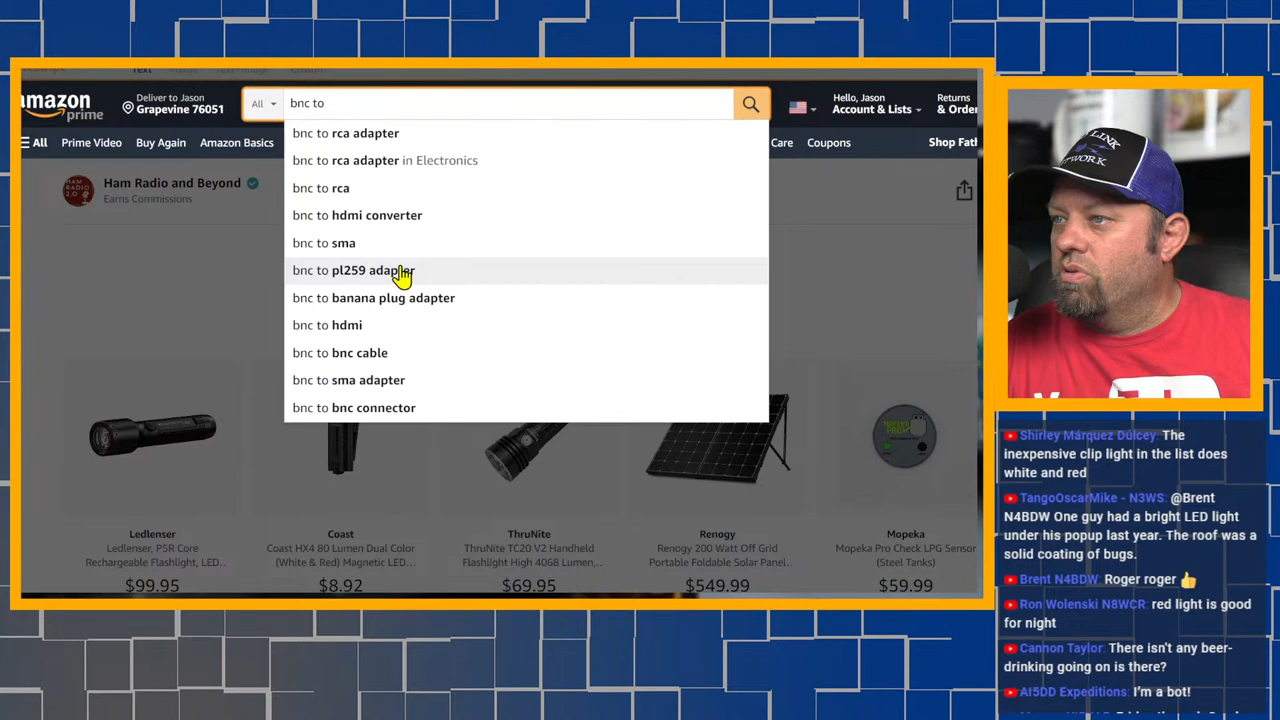 Text
amazon
prime
Deliver to Jason
Grapevine 76051
All
bnc to
Hello, Jason
Account & Lists
Returns
& Orde
All
Prime Video
Buy Again
Amazon Basics
Care
Coupons
Shop Fath
bnc to rca adapter
bnc to rca adapter in Electronics
bnc to rca
bnc to hdmi converter
bnc to sma
bnc to pl259 adapter
bnc to banana plug adapter
bnc to hdmi
bnc to bnc cable
bnc to sma adapter
bnc to bnc connector
HAM
RADIO
2.0
Ham Radio and Beyond
Earns Commissions
Ledlenser
Ledlenser, P5R Core
Rechargeable Flashlight, LED...
$99.95
Coast
Coast HX4 80 Lumen Dual Color
(White & Red) Magnetic LED...
$8.92
ThruNite
ThruNite TC20 V2 Handheld
Flashlight High 4068 Lumen,...
$69.95
Renogy
Renogy 200 Watt Off Grid
Portable Foldable Solar Panel...
$549.99
Mopeka
Mopeka Pro Check LPG Sensor
(Steel Tanks)
$59.99
LINK
Shirley Márquez Dúlcey: The
inexpensive clip light in the list does
white and red
TangoOscarMike - N3WS: @Brent
N4BDW One guy had a bright LED light
under his popup last year. The roof was a
solid coating of bugs.
Brent N4BDW: Roger roger 👍
Ron Wolenski N8WCR: red light is good
for night
Cannon Taylor: There isn't any beer-
drinking going on is there?
AI5DD Expeditions: I'm a bot!